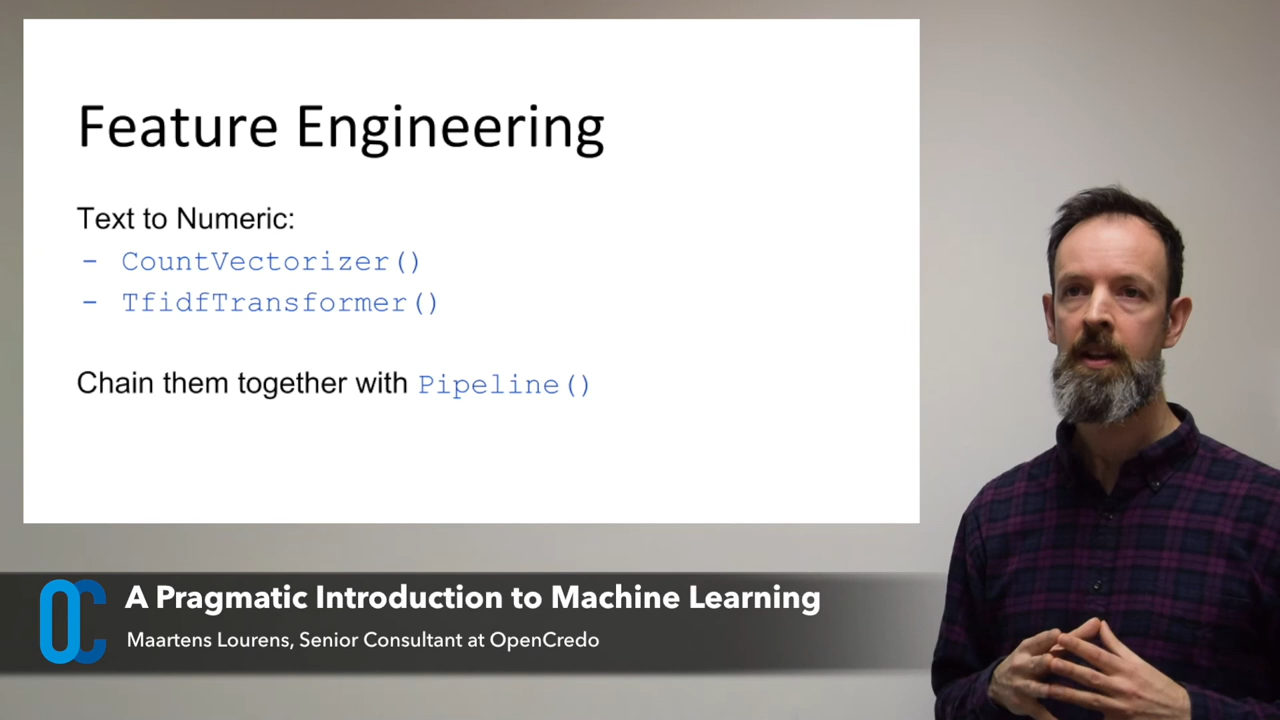 Feature Engineering
Text to Numeric:
- CountVectorizer()
- TfidfTransformer()
Chain them together with Pipeline()
OC
A Pragmatic Introduction to Machine Learning
Maartens Lourens, Senior Consultant at OpenCredo